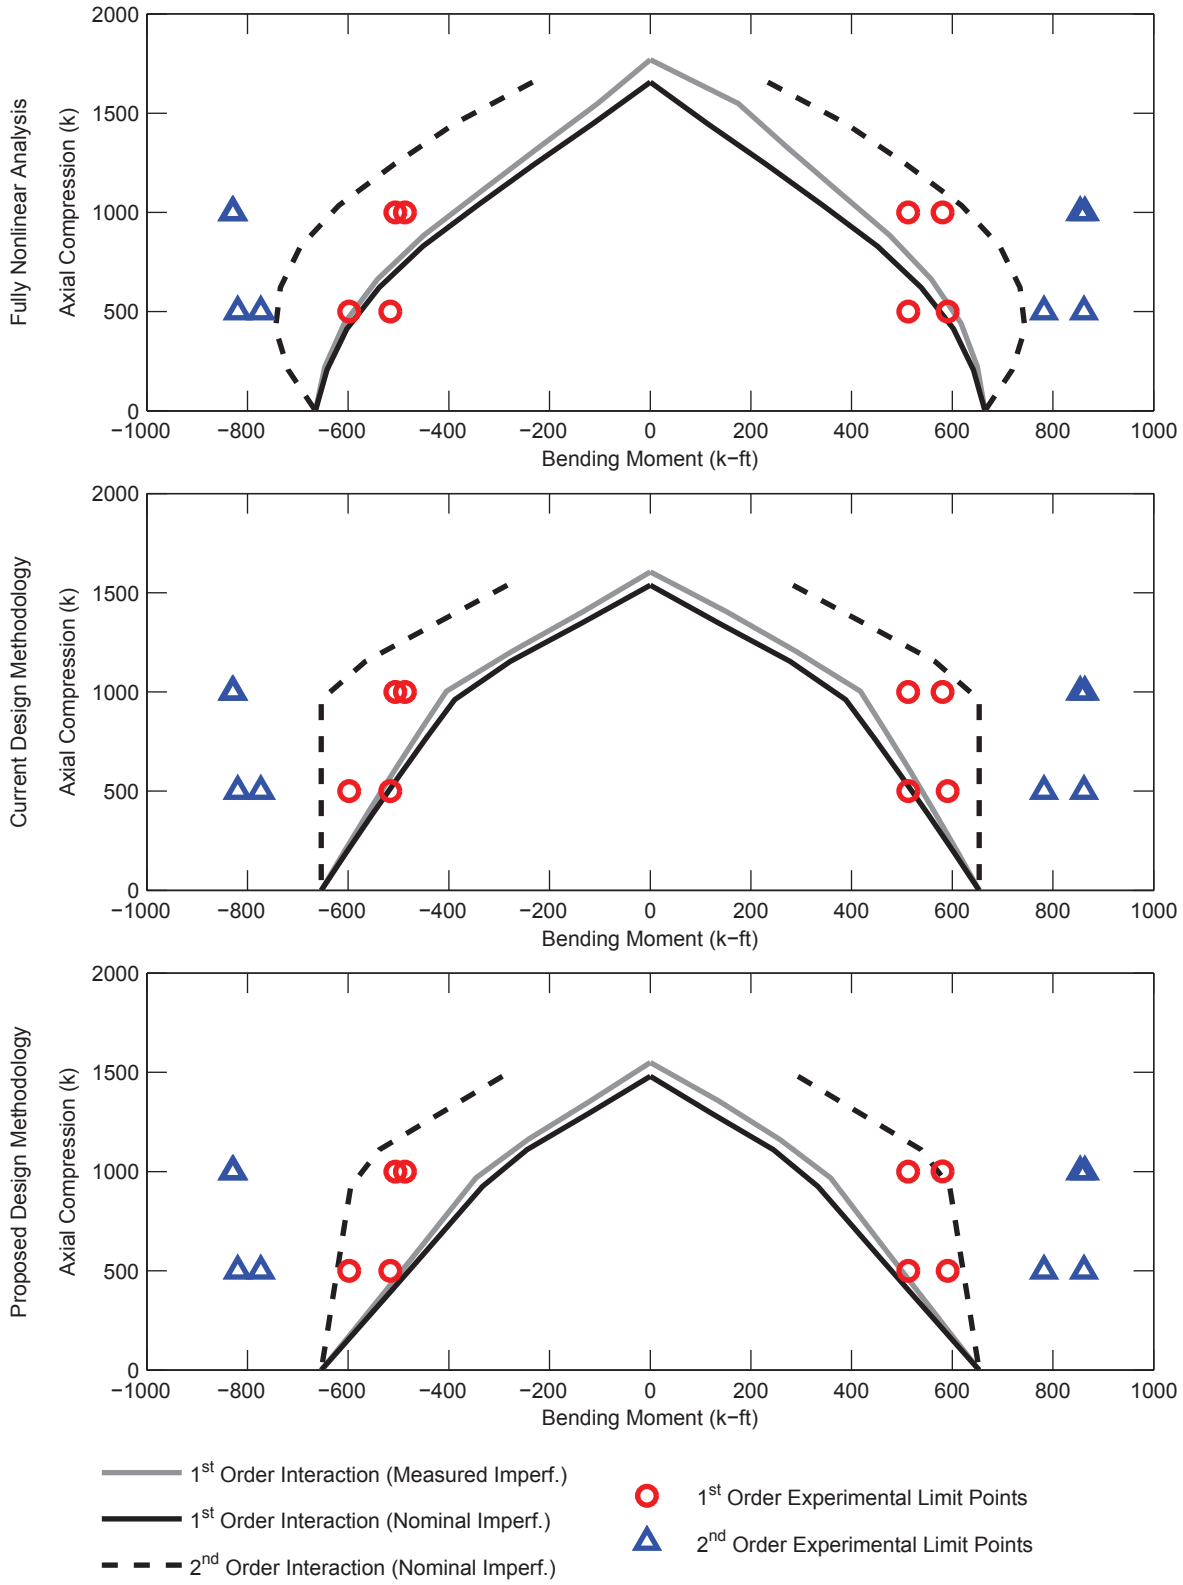 Fully Nonlinear Analysis
Axial Compression (k)
2000
1500
1000
500
0
−1000 −800 −600 −400 −200 0 200 400 600 800 1000
Bending Moment (k−ft)
Current Design Methodology
Axial Compression (k)
2000
1500
1000
500
0
−1000 −800 −600 −400 −200 0 200 400 600 800 1000
Bending Moment (k−ft)
Proposed Design Methodology
Axial Compression (k)
2000
1500
1000
500
0
−1000 −800 −600 −400 −200 0 200 400 600 800 1000
Bending Moment (k−ft)
1st Order Interaction (Measured Imperf.)
1st Order Interaction (Nominal Imperf.)
2nd Order Interaction (Nominal Imperf.)
1st Order Experimental Limit Points
2nd Order Experimental Limit Points